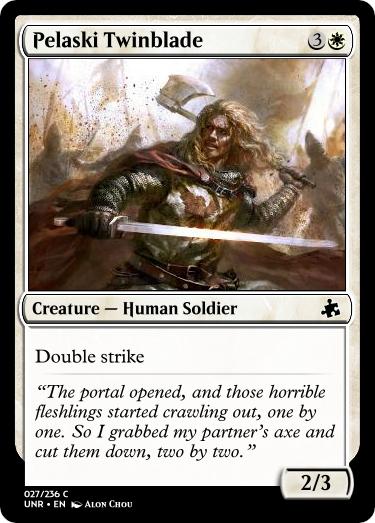 Pelaski Twinblade 3
Creature — Human Soldier
Double strike
“The portal opened, and those horrible
fleshlings started crawling out, one by
one. So I grabbed my partner’s axe and
cut them down, two by two.”
2/3
027/236 C
UNR • EN Alon Chou